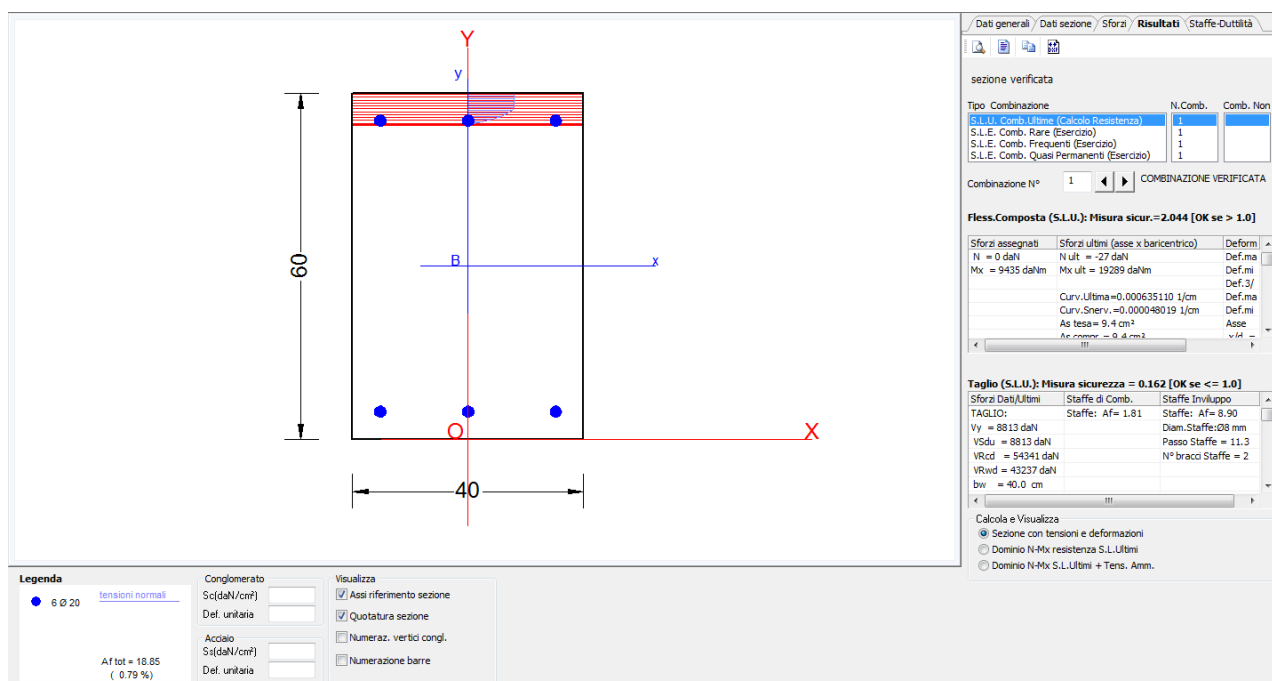 Dati generali
Dati sezione
Sforzi
Risultati
Staffe-Duttilità
sezione verificata
Tipo Combinazione N.Comb. Comb. Non
S.L.U. Comb.Ultime (Calcolo Resistenza) 1
S.L.E. Comb. Rare (Esercizio) 1
S.L.E. Comb. Frequenti (Esercizio) 1
S.L.E. Comb. Quasi Permanenti (Esercizio) 1
Combinazione N° 1 COMBINAZIONE VERIFICATA
Fless.Composta (S.L.U.): Misura sicur.=2.044 [OK se > 1.0]
Sforzi assegnati Sforzi ultimi (asse x baricentrico) Deform
N = 0 daN N ult = -27 daN Def.ma
Mx = 9435 daNm Mx ult = 19289 daNm Def.mi
Def.3/
Curv.Ultima=0.000635110 1/cm Def.ma
Curv.Snerv.=0.000048019 1/cm Def.mi
As tesa= 9.4 cm² Asse
As compr. = 9.4 cm² x/d =
Taglio (S.L.U.): Misura sicurezza = 0.162 [OK se <= 1.0]
Sforzi Dati/Ultimi Staffe di Comb. Staffe Inviluppo
TAGLIO: Staffe: Af= 1.81 Staffe: Af= 8.90
Vy = 8813 daN Diam.Staffe:Ø8 mm
VSdu = 8813 daN Passo Staffe = 11.3
VRcd = 54341 daN N° bracci Staffe = 2
VRwd = 43237 daN
bw = 40.0 cm
Calcola e Visualizza
Sezione con tensioni e deformazioni
Dominio N-Mx resistenza S.L.Ultimi
Dominio N-Mx S.L.Ultimi + Tens. Amm.
Y
y
60
B
x
O
X
40
Legenda
6 Ø 20
tensioni normali
Af tot = 18.85
( 0.79 %)
Conglomerato
Sc(daN/cm²)
Def. unitaria
Acciaio
Ss(daN/cm²)
Def. unitaria
Visualizza
Assi riferimento sezione
Quotatura sezione
Numeraz. vertici congl.
Numerazione barre